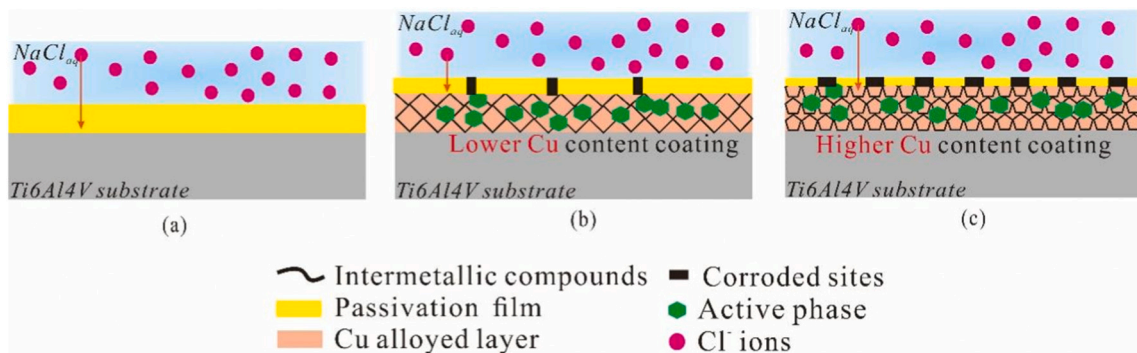 NaCl aq
Ti6Al4V substrate
(a)
NaCl aq
Lower Cu content coating
Ti6Al4V substrate
(b)
NaCl aq
Higher Cu content coating
Ti6Al4V substrate
(c)
Intermetallic compounds
Passivation film
Cu alloyed layer
Corroded sites
Active phase
Cl⁻ ions